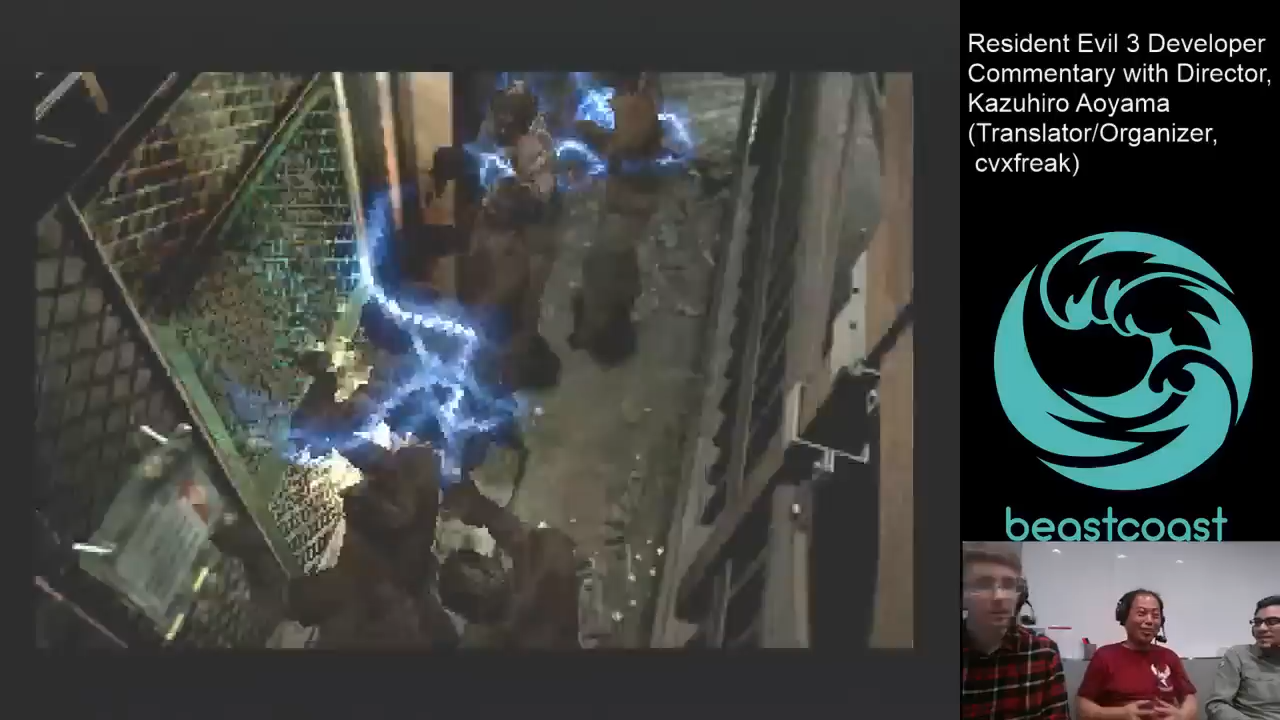 Resident Evil 3 Developer
Commentary with Director,
Kazuhiro Aoyama
(Translator/Organizer,
cvxfreak)
beastcoast